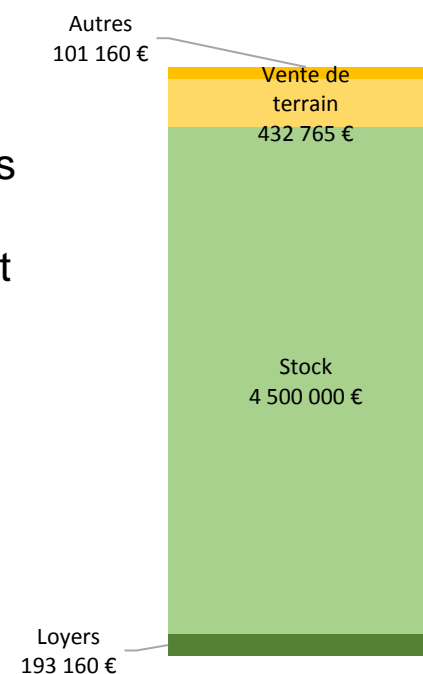 Autres
101 160 €
Vente de
terrain
432 765 €
s
t
Stock
4 500 000 €
Loyers
193 160 €